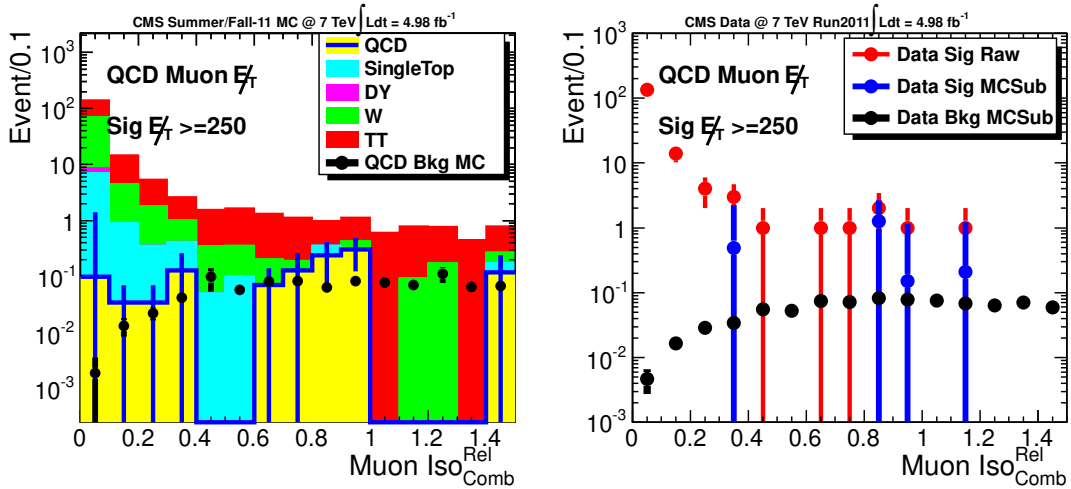 CMS Summer/Fall-11 MC @ 7 TeV ∫ Ldt = 4.98 fb⁻¹
Event/0.1
10³
10²
10
1
10⁻¹
10⁻²
10⁻³
QCD Muon E̸_T
Sig E̸_T >=250
QCD
SingleTop
DY
W
TT
QCD Bkg MC
0 0.2 0.4 0.6 0.8 1 1.2 1.4
Muon Iso^Rel_Comb
CMS Data @ 7 TeV Run2011 ∫ Ldt = 4.98 fb⁻¹
Event/0.1
10³
10²
10
1
10⁻¹
10⁻²
10⁻³
QCD Muon E̸_T
Sig E̸_T >=250
Data Sig Raw
Data Sig MCSub
Data Bkg MCSub
0 0.2 0.4 0.6 0.8 1 1.2 1.4
Muon Iso^Rel_Comb